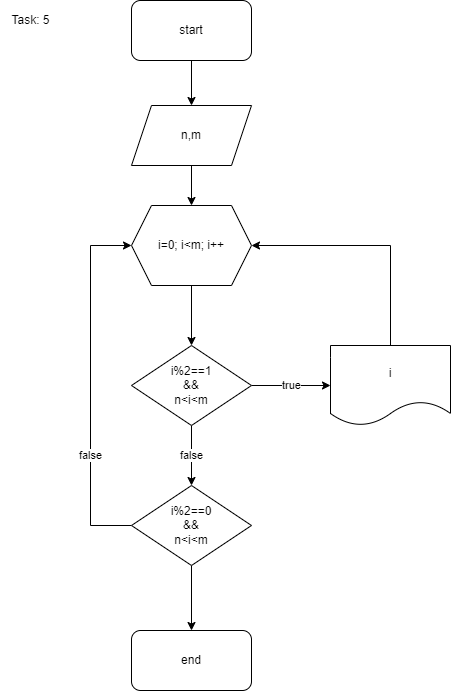 Task: 5
start
n,m
i=0; i<m; i++
i%2==1
&&
n<i<m
true
i
false
false
i%2==0
&&
n<i<m
end